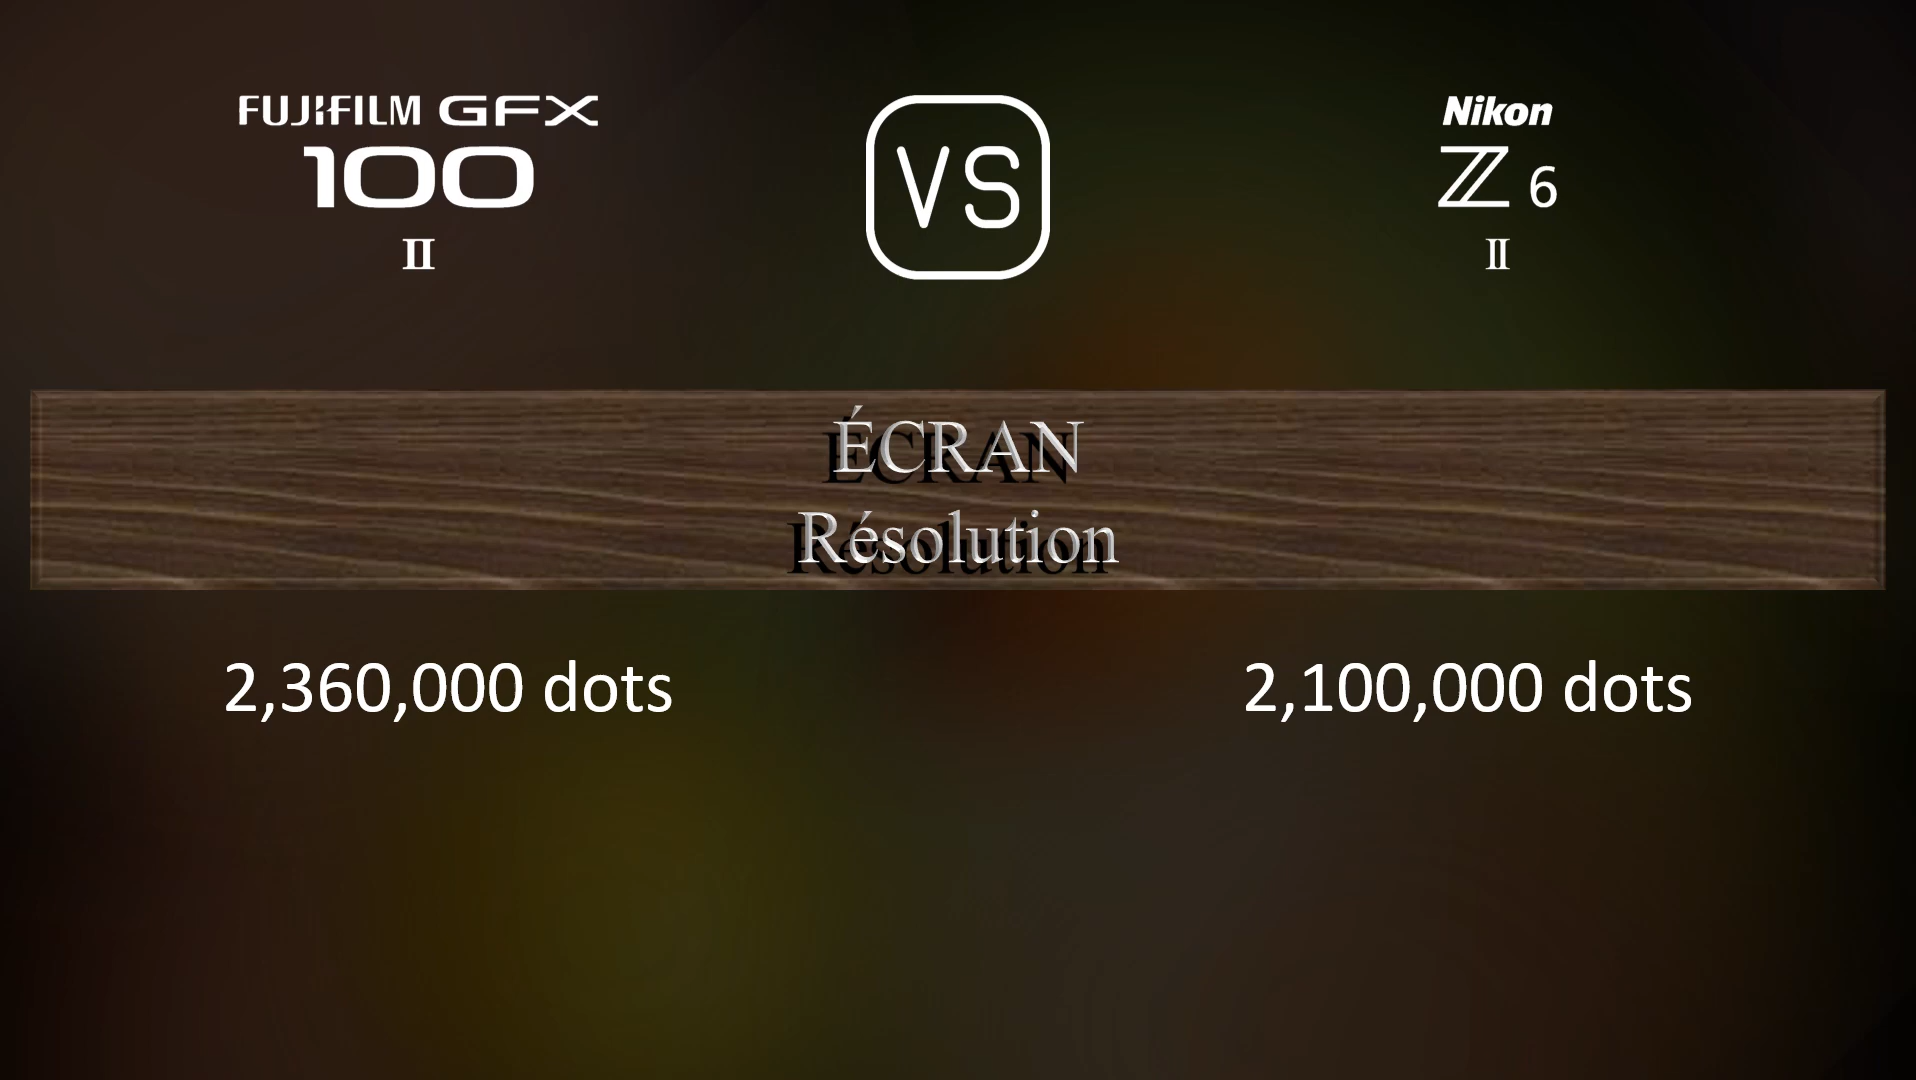 FUJIFILM GFX
100
II
VS
Nikon
Z 6
II
ÉCRAN
Résolution
2,360,000 dots
2,100,000 dots